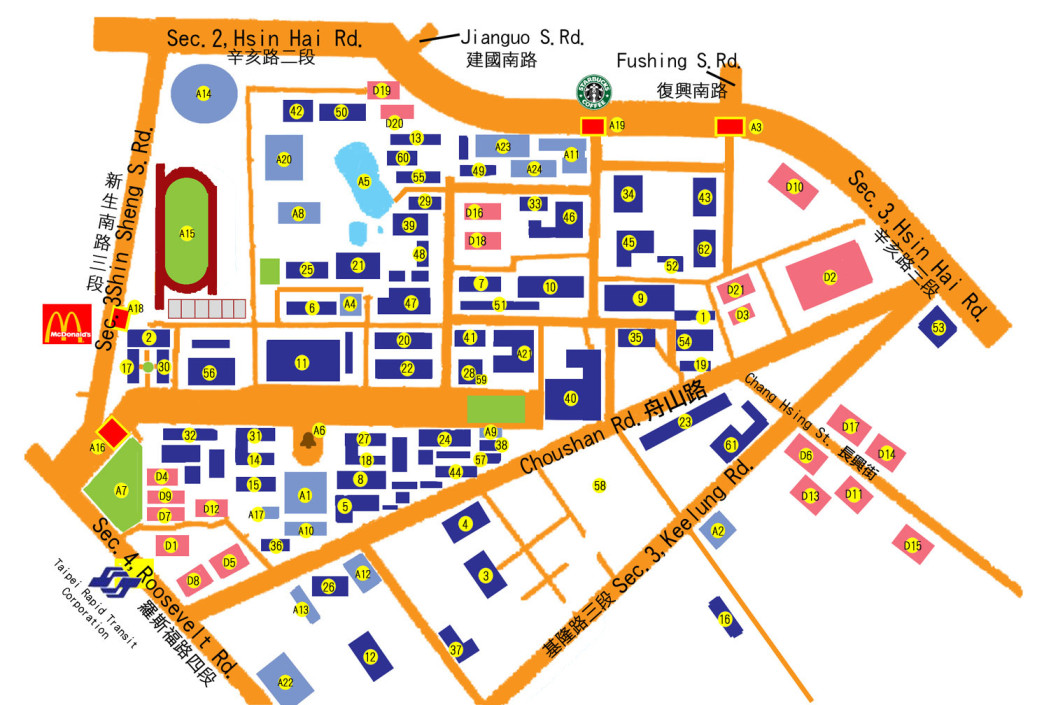 Sec. 2, Hsin Hai Rd.
辛亥路二段
Jianguo S.Rd.
建國南路
Fushing S.Rd.
復興南路
STARBUCKS
COFFEE
A19
A3
D19
A14
42
50
D20
13
A23
A11
A20
60
49
A24
55
A5
D10
34
43
29
D16
33
46
A8
39
A15
D18
45
62
48
52
25
21
7
10
D21
D2
6
A4
47
51
9
1
D3
Sec. 3, Hsin Hai Rd.
辛亥路三段
新生南路三段
Sec. 3Shin Sheng S.Rd.
A18
McDonald's
2
17
30
56
11
20
22
41
A21
28
59
35
54
19
40
53
舟山路
Choushan Rd.
23
61
Chang Hsing St.
長興街
D17
D14
D6
D13
D11
D15
A16
32
31
A6
27
24
A9
38
14
18
57
44
15
8
A7
D4
D9
D7
D12
A1
5
A17
A10
36
D1
D5
D8
58
4
3
A2
16
26
A12
A13
12
37
A22
Sec. 4, Roosevelt Rd.
羅斯福路四段
Taipei Rapid Transit
Corporation
基隆路三段 Sec. 3, Keelung Rd.